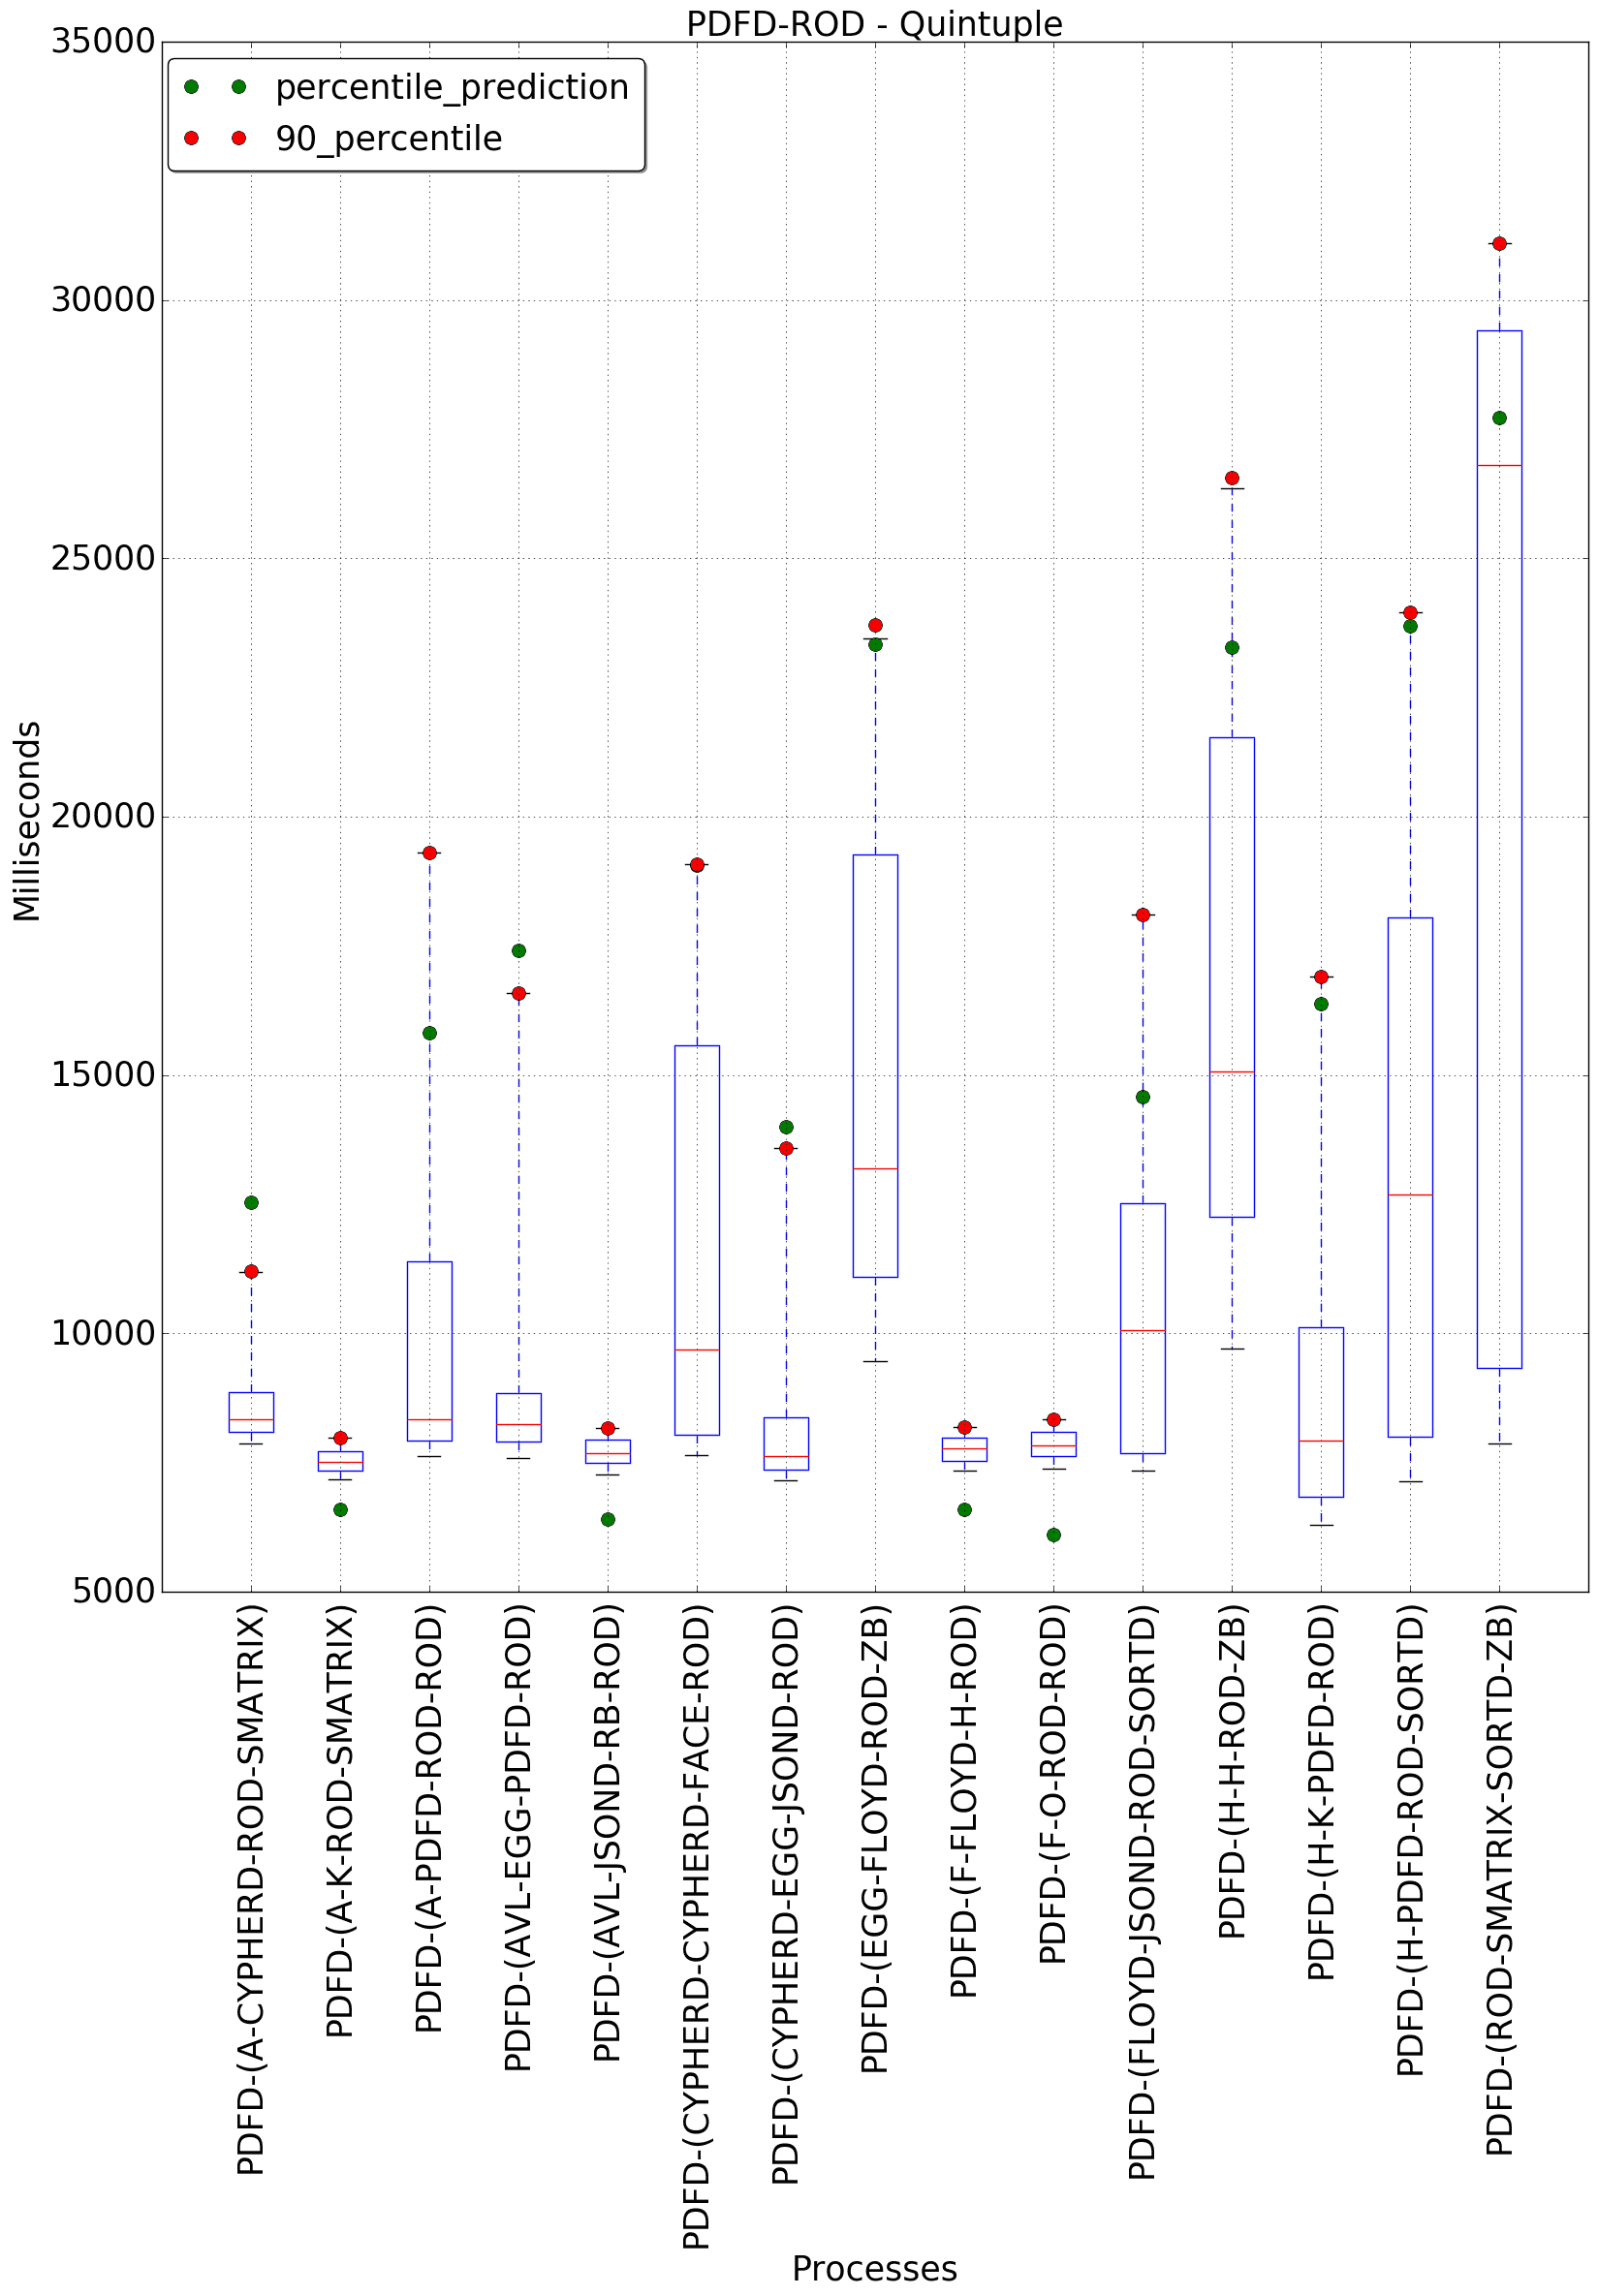 PDFD-ROD - Quintuple
percentile_prediction
90_percentile
35000
30000
25000
20000
15000
10000
5000
Milliseconds
PDFD-(A-CYPHERD-ROD-SMATRIX)
PDFD-(A-K-ROD-SMATRIX)
PDFD-(A-PDFD-ROD-ROD)
PDFD-(AVL-EGG-PDFD-ROD)
PDFD-(AVL-JSOND-RB-ROD)
PDFD-(CYPHERD-CYPHERD-FACE-ROD)
PDFD-(CYPHERD-EGG-JSOND-ROD)
PDFD-(EGG-FLOYD-ROD-ZB)
PDFD-(F-FLOYD-H-ROD)
PDFD-(F-O-ROD-ROD)
PDFD-(FLOYD-JSOND-ROD-SORTD)
PDFD-(H-H-ROD-ZB)
PDFD-(H-K-PDFD-ROD)
PDFD-(H-PDFD-ROD-SORTD)
PDFD-(ROD-SMATRIX-SORTD-ZB)
Processes